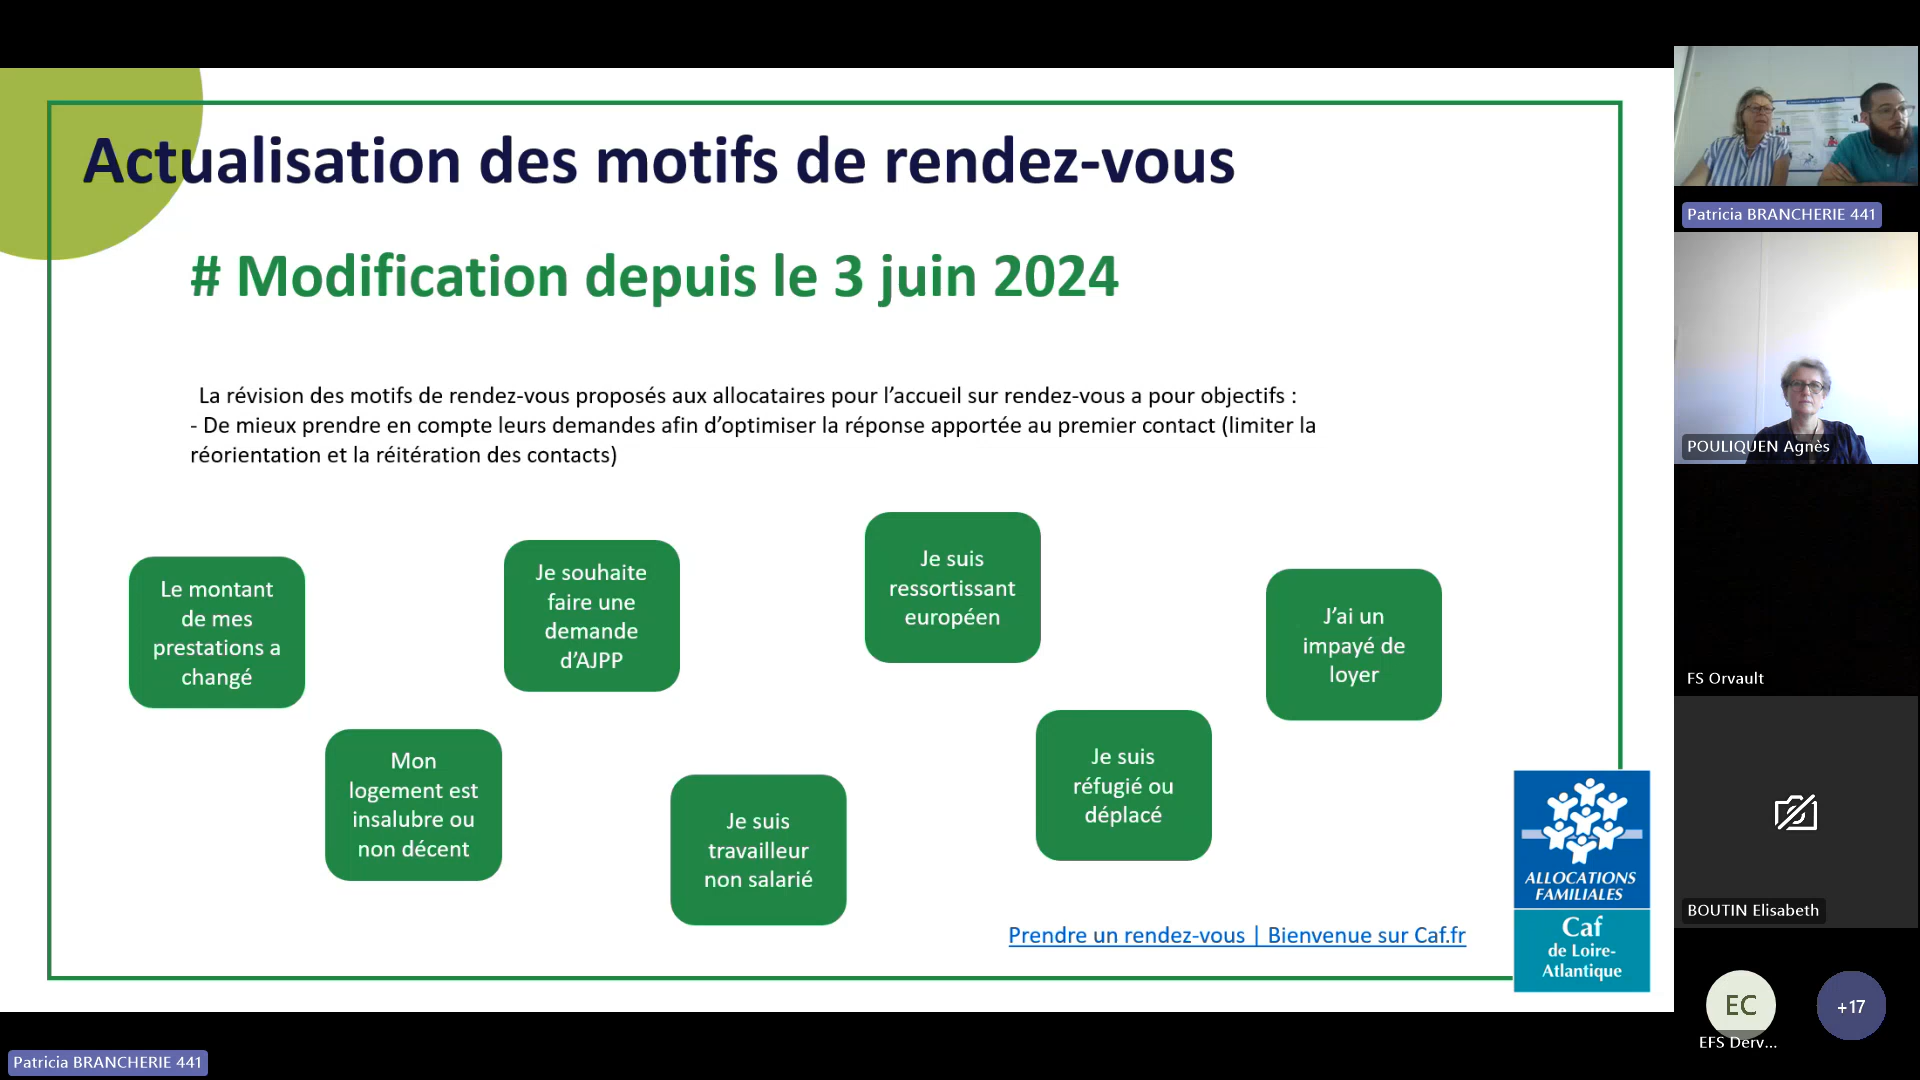 Actualisation des motifs de rendez-vous
# Modification depuis le 3 juin 2024
La révision des motifs de rendez-vous proposés aux allocataires pour l’accueil sur rendez-vous a pour objectifs :
- De mieux prendre en compte leurs demandes afin d’optimiser la réponse apportée au premier contact (limiter la
réorientation et la réitération des contacts)
Le montant
de mes
prestations a
changé
Mon
logement est
insalubre ou
non décent
Je souhaite
faire une
demande
d’AJPP
Je suis
travailleur
non salarié
Je suis
ressortissant
européen
Je suis
réfugié ou
déplacé
J’ai un
impayé de
loyer
Prendre un rendez-vous | Bienvenue sur Caf.fr
ALLOCATIONS
FAMILIALES
Caf
de Loire-
Atlantique
Patricia BRANCHERIE 441
POULIQUEN Agnès
FS Orvault
BOUTIN Elisabeth
EC
EFS Derv...
+17
Patricia BRANCHERIE 441